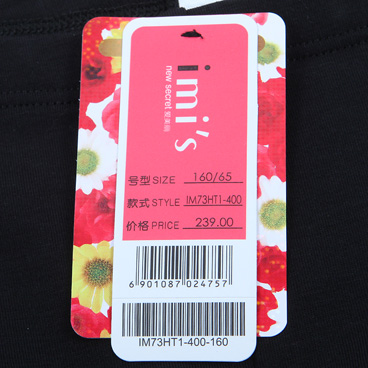 imi's
new secret 爱美丽
号型 SIZE 160/65
款式 STYLE IM73HT1-400
价格 PRICE 239.00
6 901087 024757
IM73HT1-400-160